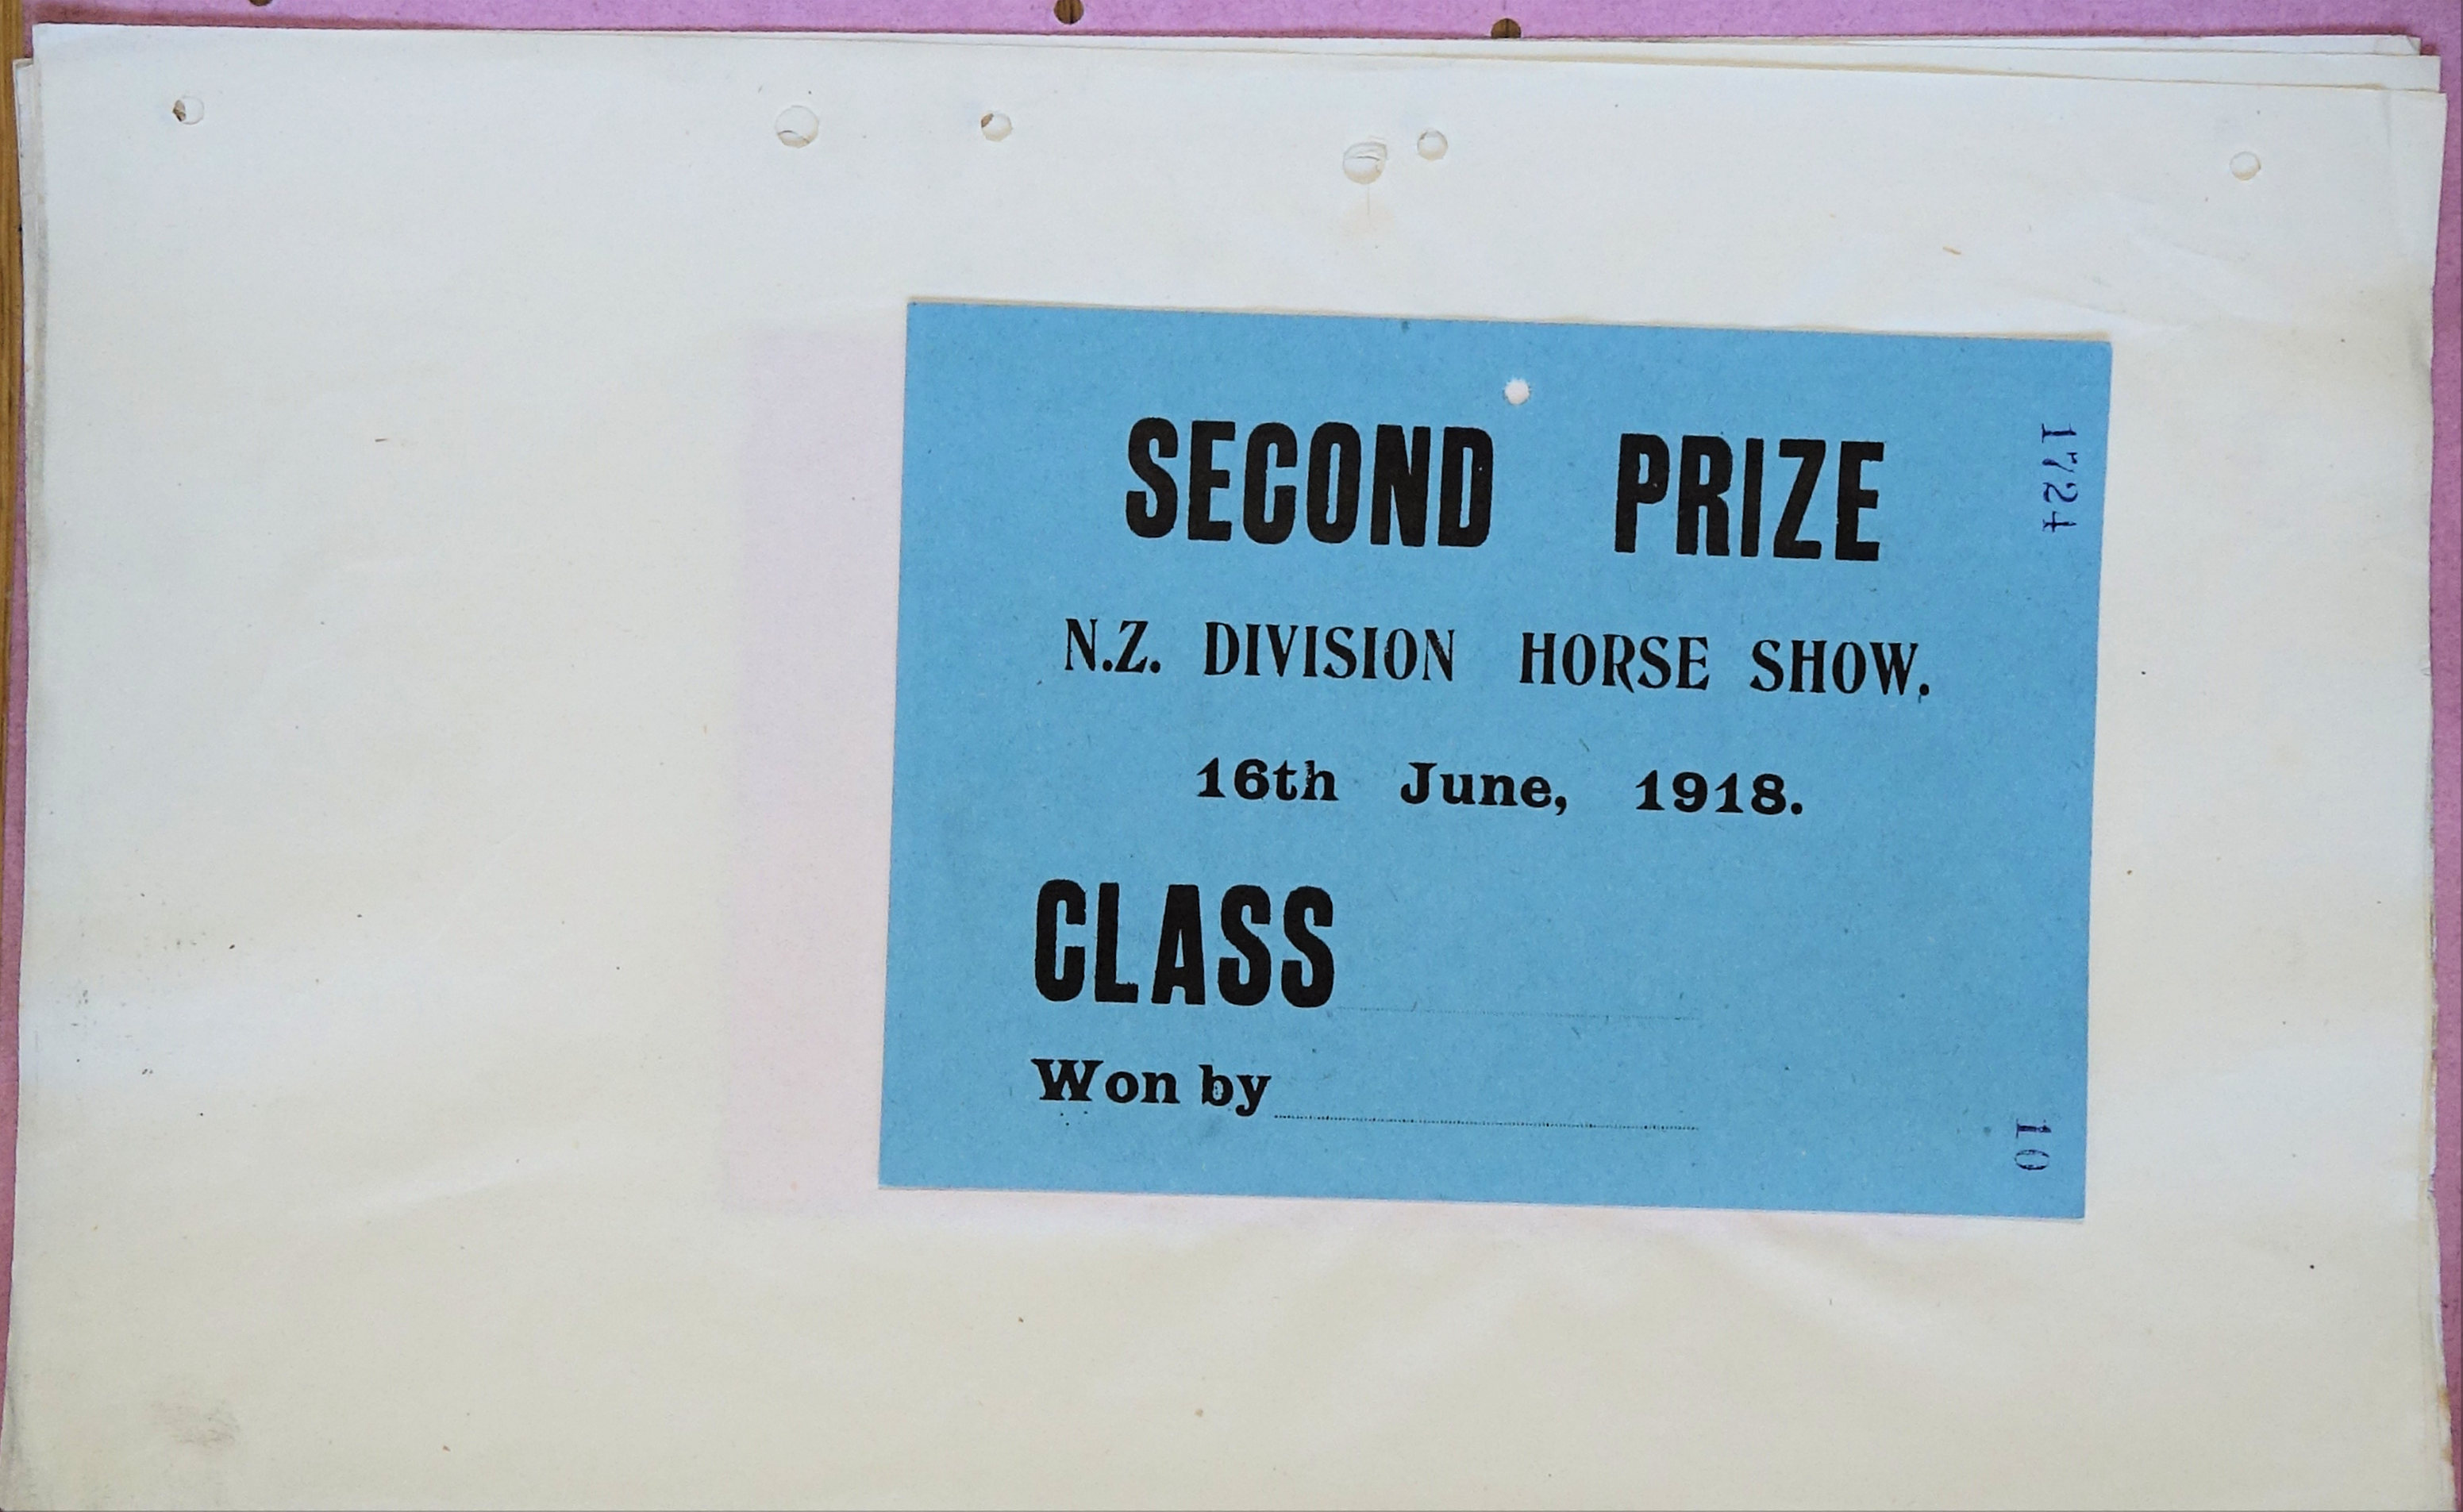 SECOND PRIZE
N.Z. DIVISION HORSE SHOW.
16th June, 1918.
CLASS
Won by
1724
10